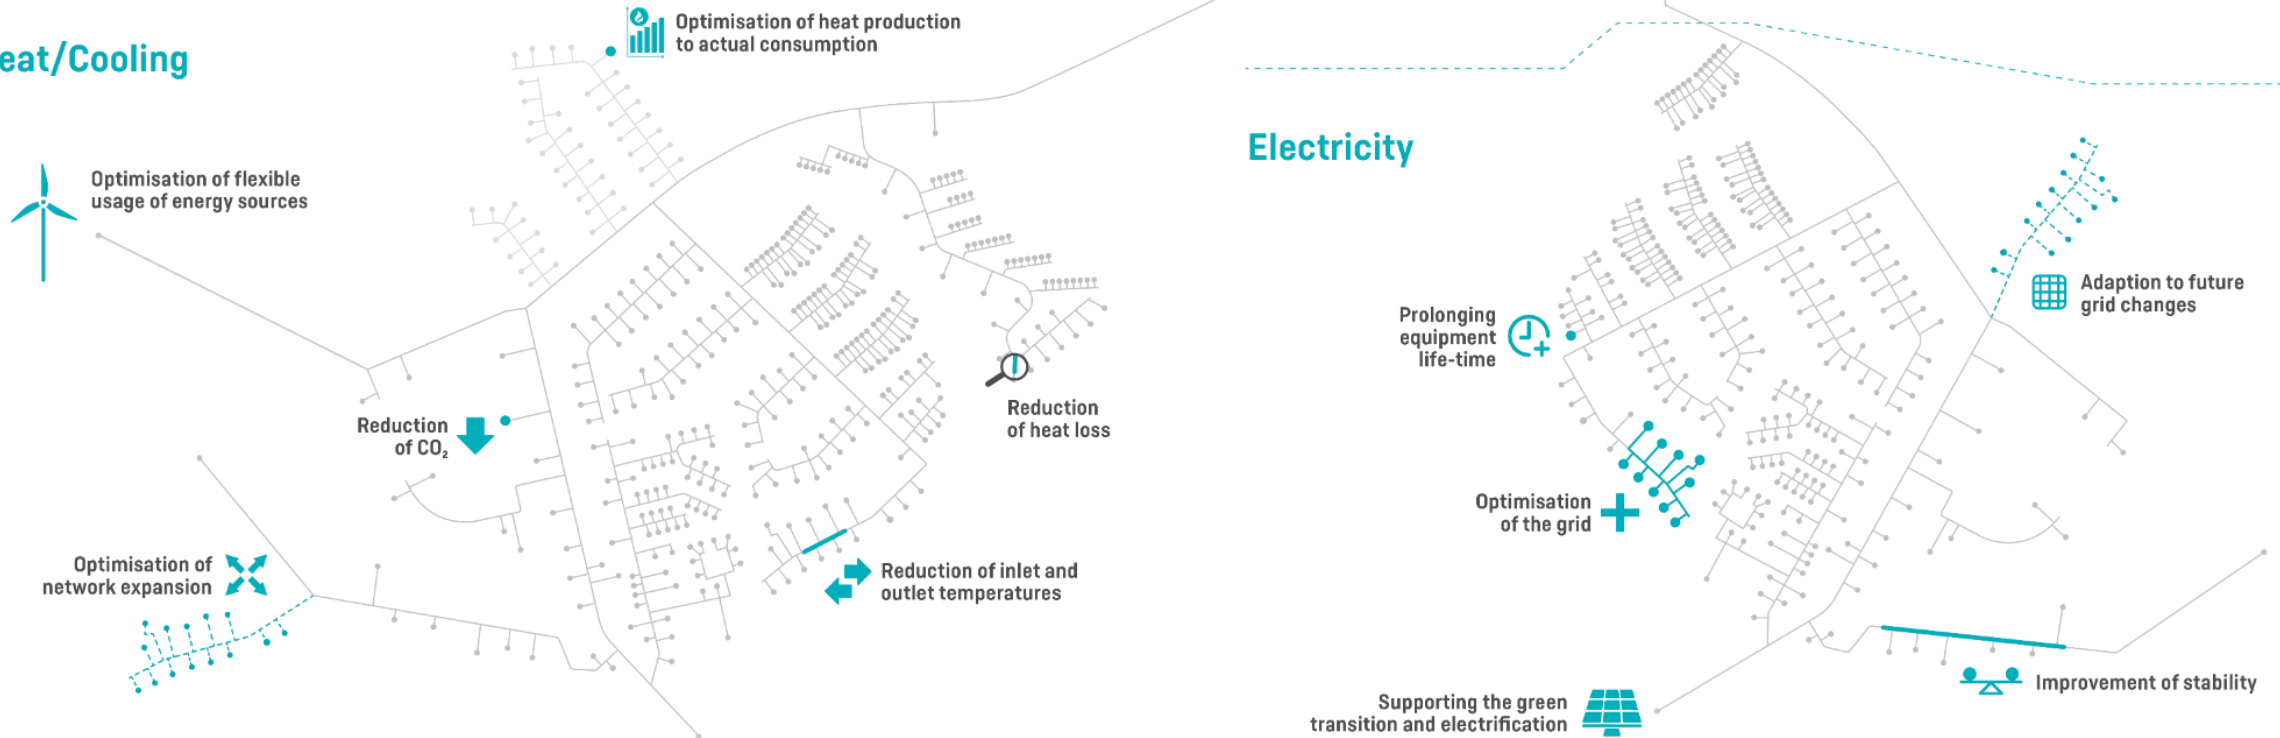 eat/Cooling
Optimisation of heat production
to actual consumption
Optimisation of flexible
usage of energy sources
Reduction
of CO₂
Reduction
of heat loss
Optimisation of
network expansion
Reduction of inlet and
outlet temperatures
Electricity
Adaption to future
grid changes
Prolonging
equipment
life-time
Optimisation
of the grid
Improvement of stability
Supporting the green
transition and electrification